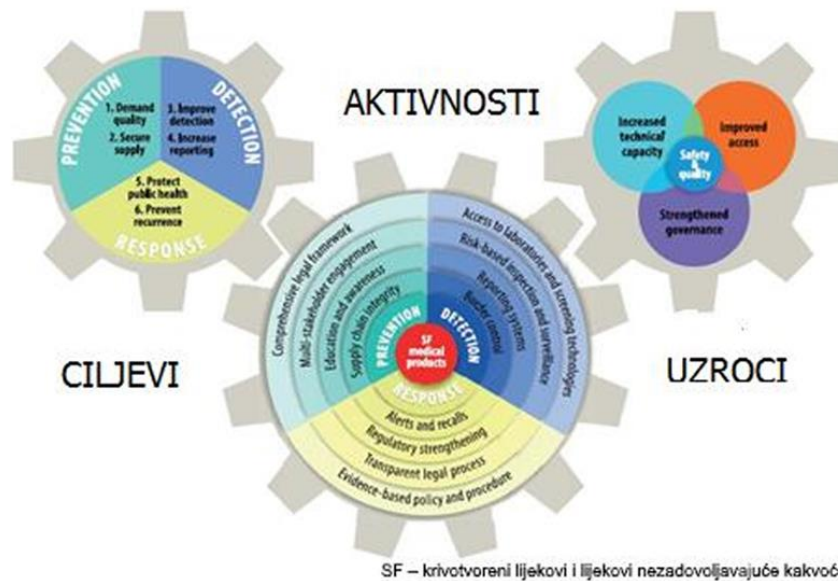 AKTIVNOSTI
CILJEVI
UZROCI
PREVENTION
1. Demand
quality
2. Secure
supply
DETECTION
3. Improve
detection
4. Increase
reporting
5. Protect
public health
6. Prevent
recurrence
RESPONSE
Increased
technical
capacity
Improved
access
Safety
&
quality
Strengthened
governance
Comprehensive legal framework
Multi-stakeholder engagement
Education and awareness
Supply chain integrity
PREVENTION
Access to laboratories and screening technologies
Risk-based inspection and surveillance
Reporting systems
Border control
DETECTION
SF
medical
products
RESPONSE
Alerts and recalls
Regulatory strengthening
Transparent legal process
Evidence-based policy and procedure
SF – krivotvoreni lijekovi i lijekovi nezadovoljavajuće kakvoć